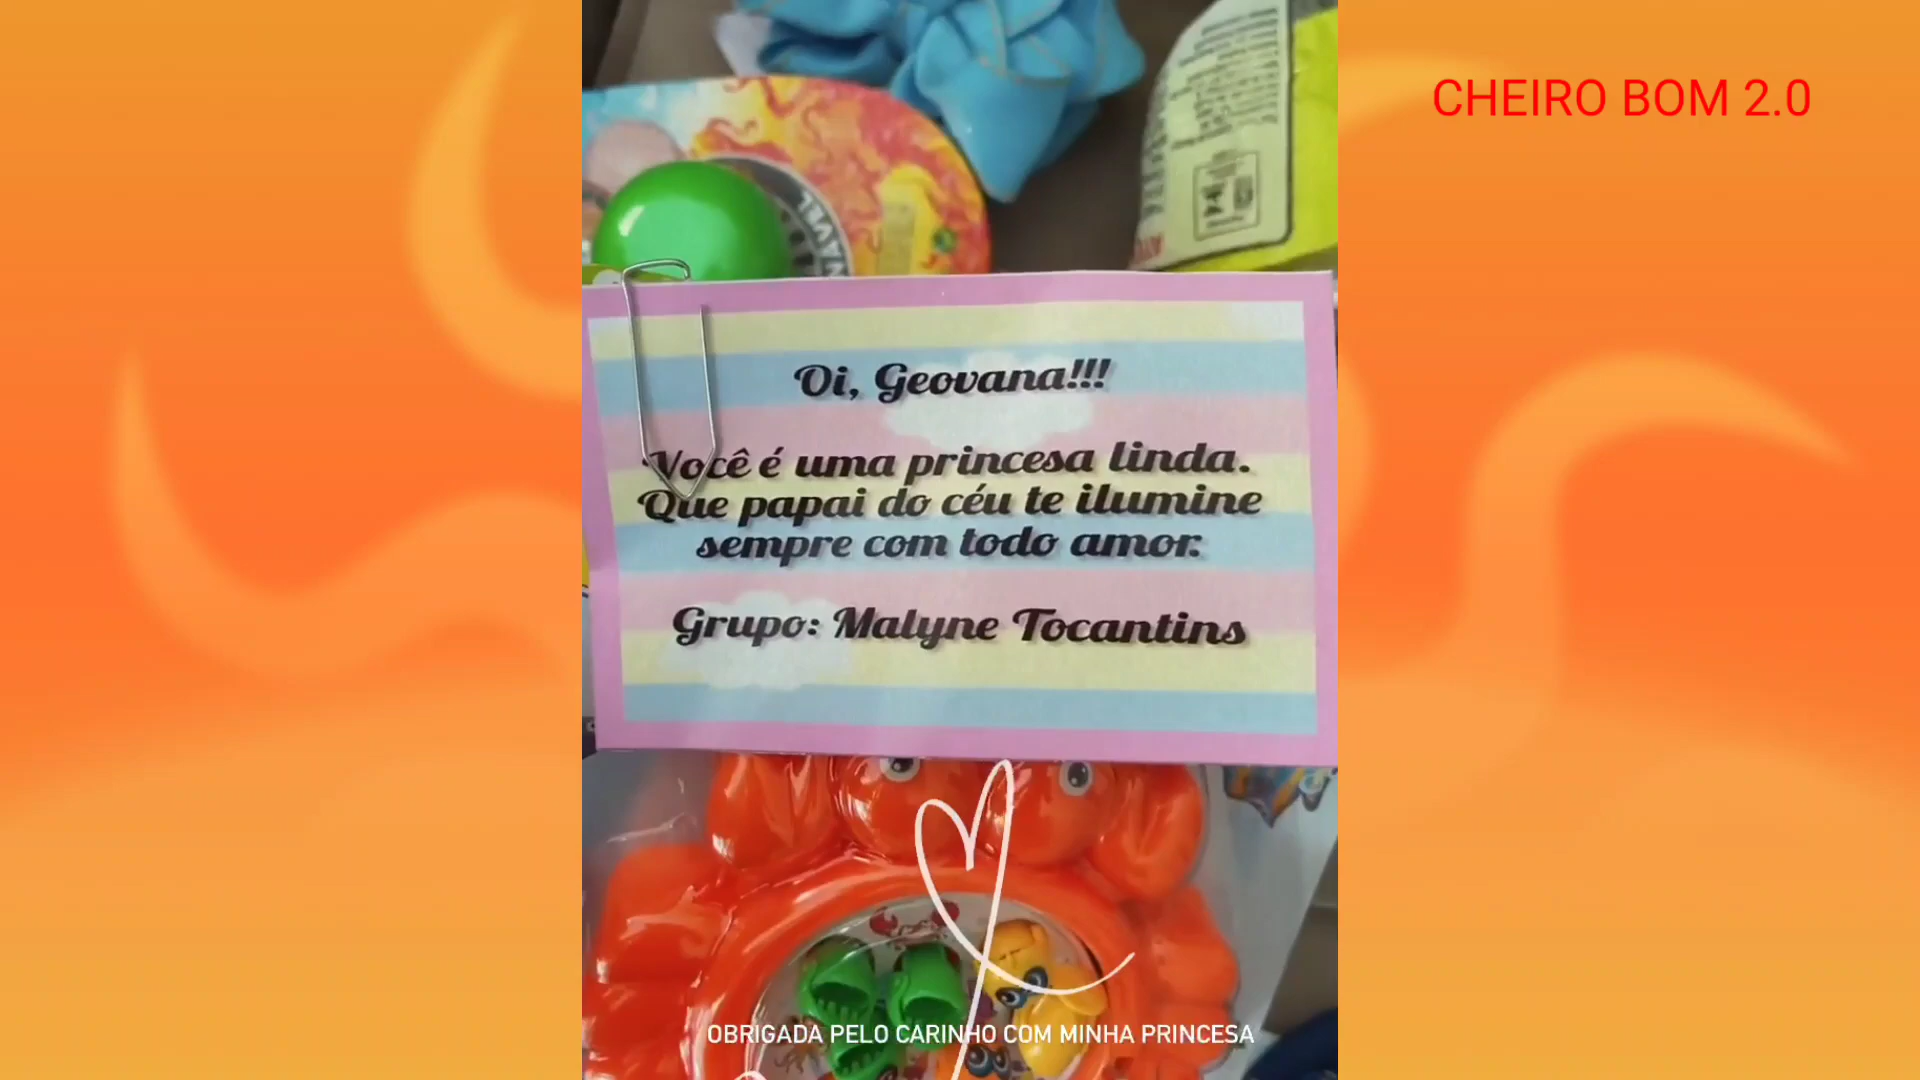 CHEIRO BOM 2.0
Oi, Geovana!!!
Você é uma princesa linda.
Que papai do céu te ilumine
sempre com todo amor.
Grupo: Malyne Tocantins
OBRIGADA PELO CARINHO COM MINHA PRINCESA